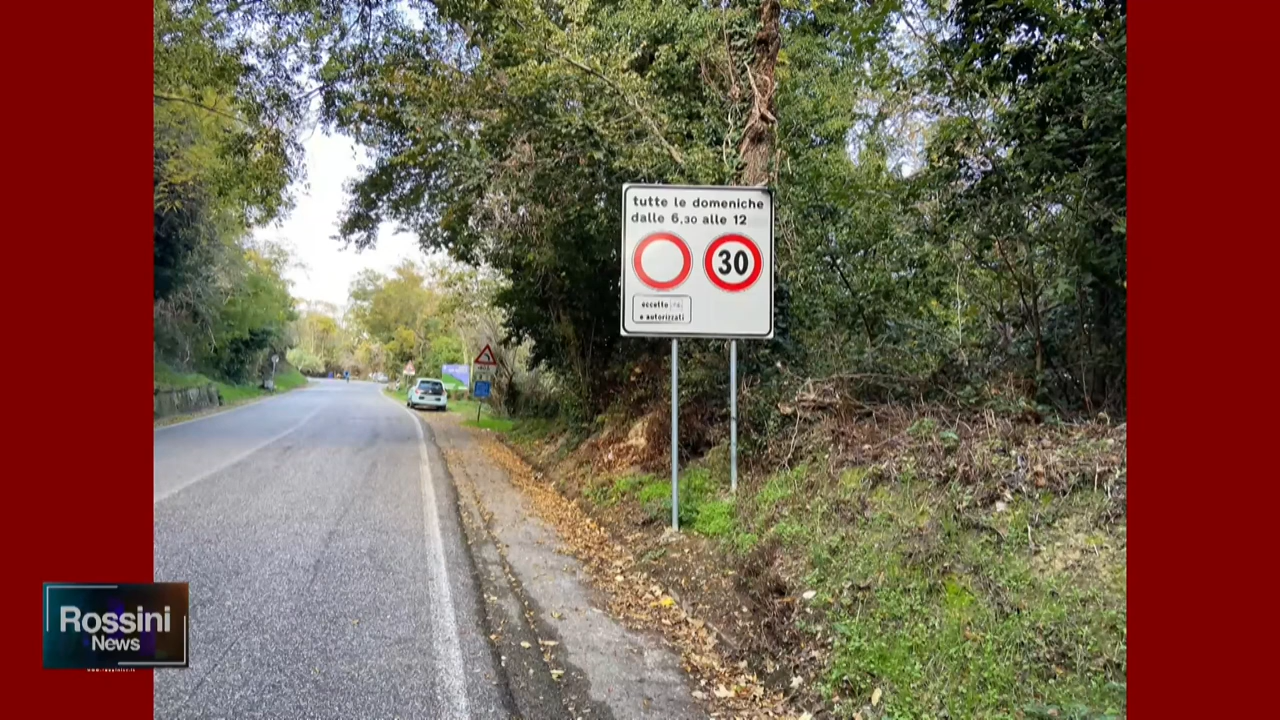 tutte le domeniche
dalle 6,30 alle 12
30
eccetto
e autorizzati
Rossini
News